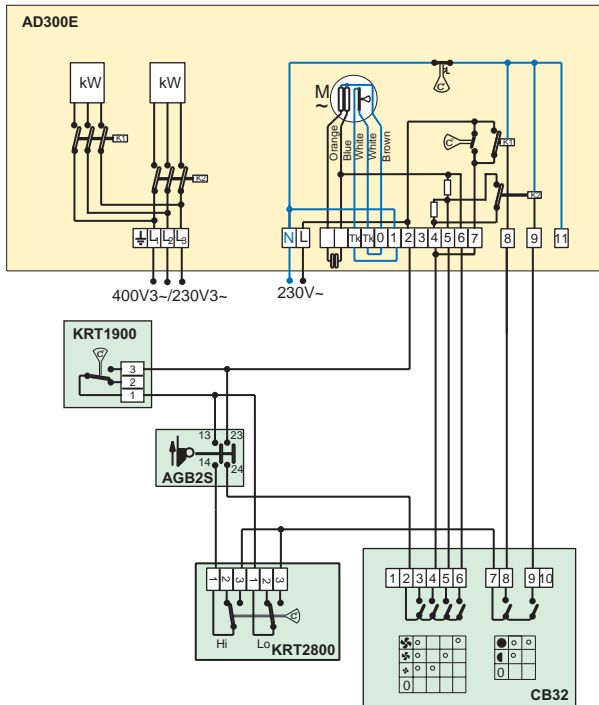 AD300E
kW kW
M
~
Orange
Blue
White
White
Brown
C
C
K1
K2
K1
K2
L1 L2 L3
N L Tk Tk 0 1 2 3 4 5 6 7 8 9 11
400V3~/230V3~
230V~
KRT1900
C
3
2
1
13 23
14 24
AGB2S
1 2 3 1 2 3
C
Hi Lo
KRT2800
1 2 3 4 5 6 7 8 9 10
0
0
CB32